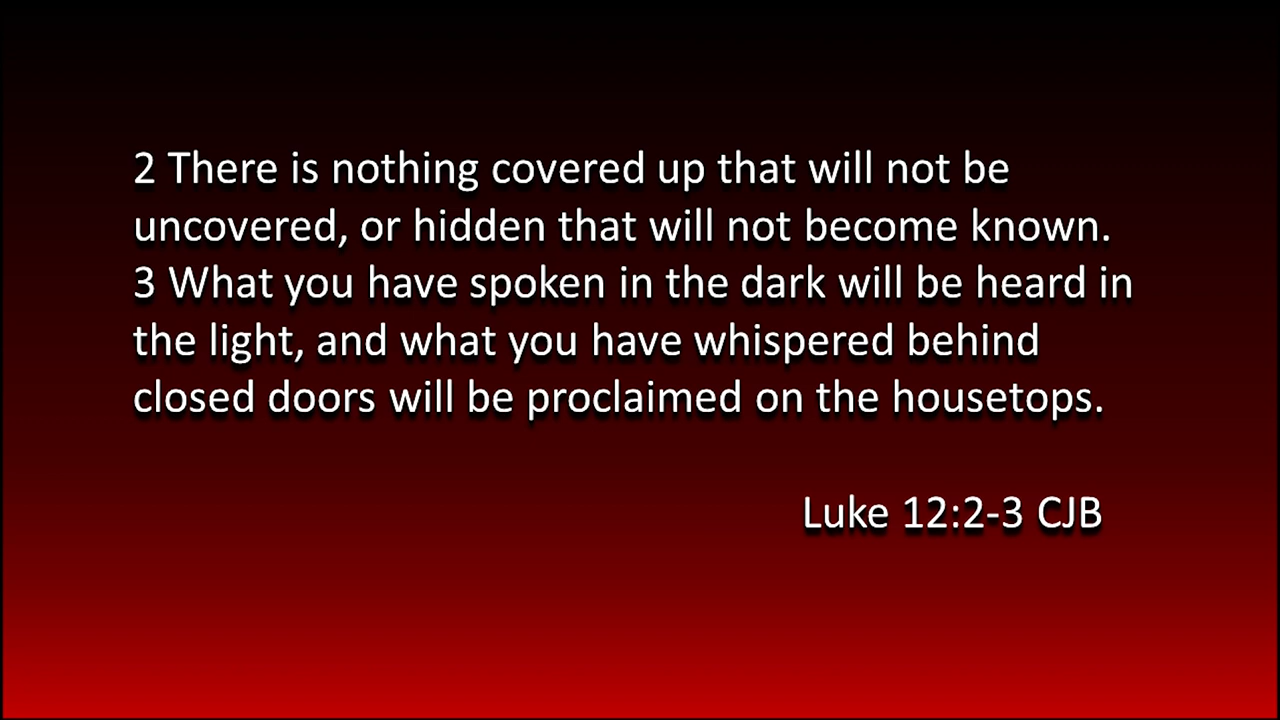 2 There is nothing covered up that will not be
uncovered, or hidden that will not become known.
3 What you have spoken in the dark will be heard in
the light, and what you have whispered behind
closed doors will be proclaimed on the housetops.
Luke 12:2-3 CJB